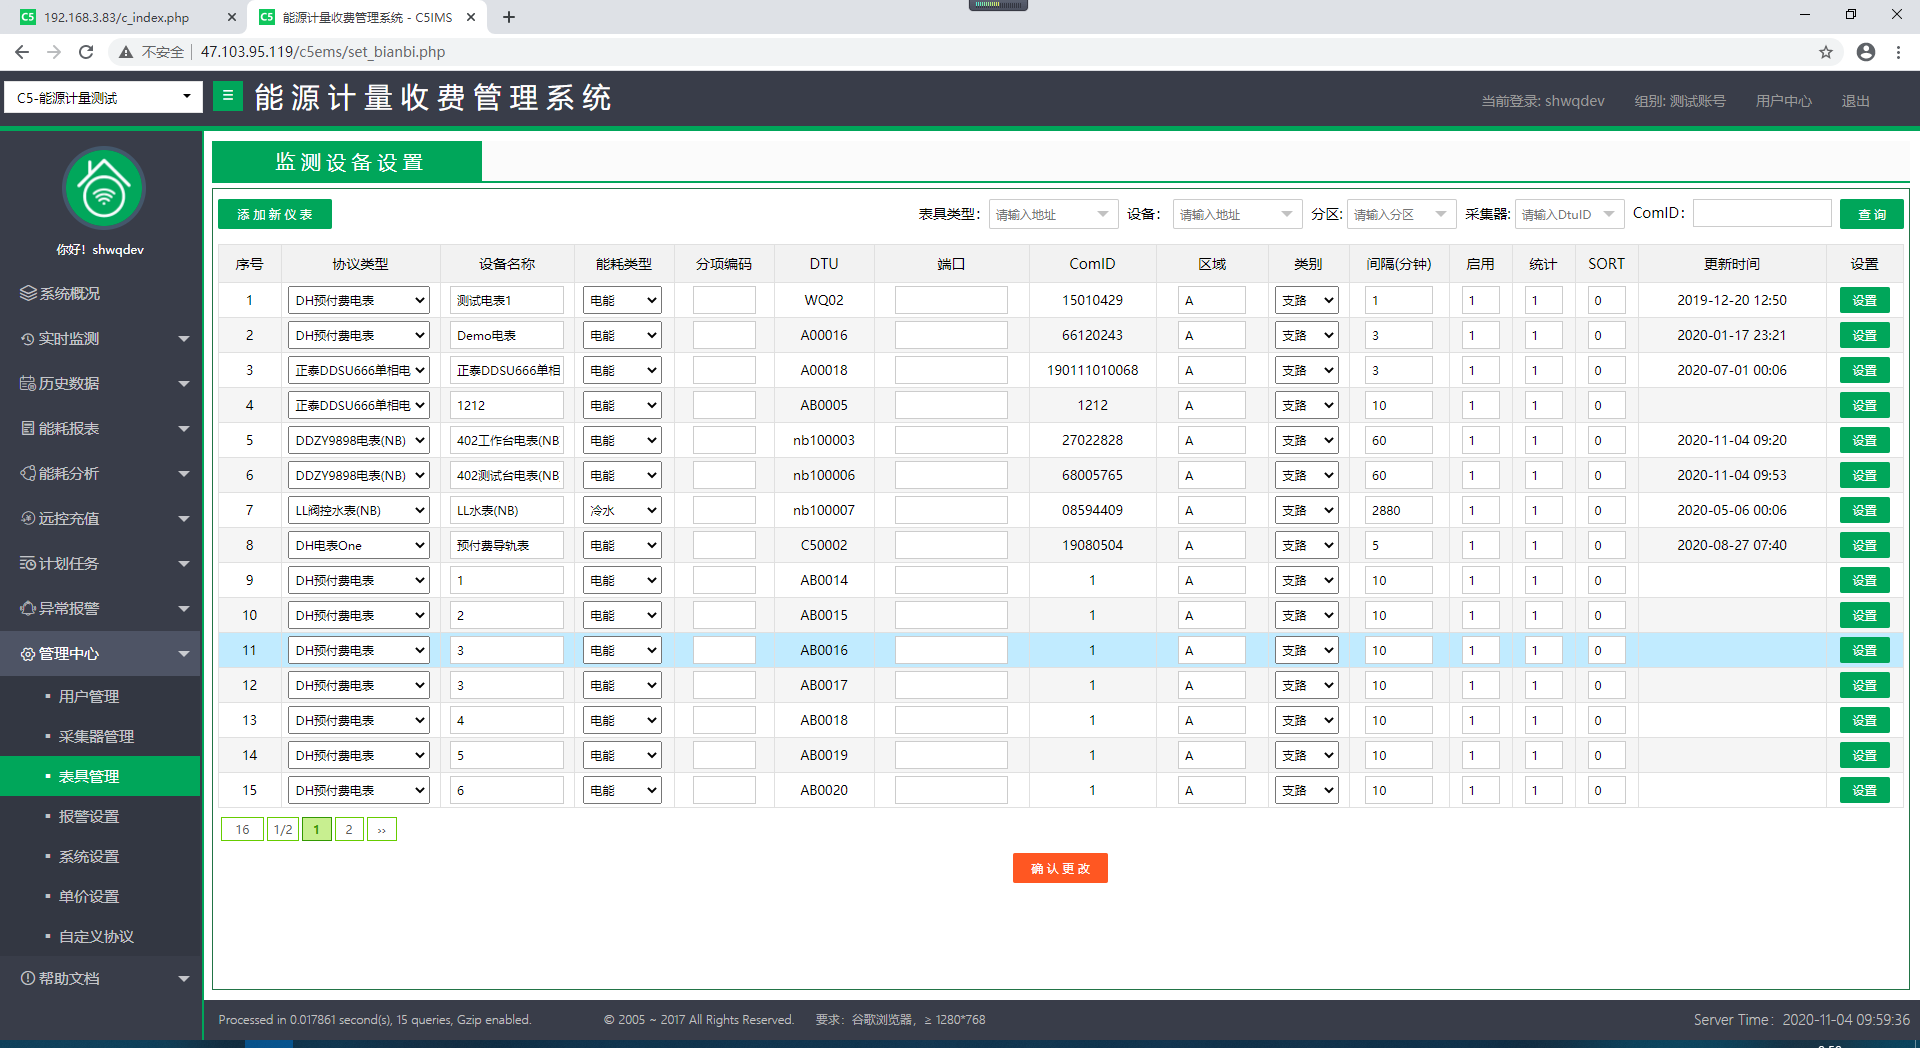 192.168.3.83/c_index.php
能源计量收费管理系统 - C5IMS
不安全 47.103.95.119/c5ems/set_bianbi.php
C5-能源计量测试
能源计量收费管理系统
当前登录: shwqdev 组别: 测试账号 用户中心 退出
你好! shwqdev
系统概况
实时监测
历史数据
能耗报表
能耗分析
远控充值
计划任务
异常报警
管理中心
用户管理
采集器管理
表具管理
报警设置
系统设置
单价设置
自定义协议
帮助文档
监测设备设置
添加新仪表 表具类型: 请输入地址 设备: 请输入地址 分区: 请输入分区 采集器: 请输入DtuID ComID: 查询
序号 协议类型 设备名称 能耗类型 分项编码 DTU 端口 ComID 区域 类别 间隔(分钟) 启用 统计 SORT 更新时间 设置
1 DH预付费电表 测试电表1 电能 WQ02 15010429 A 支路 1 1 1 0 2019-12-20 12:50 设置
2 DH预付费电表 Demo电表 电能 A00016 66120243 A 支路 3 1 1 0 2020-01-17 23:21 设置
3 正泰DDSU666单相电 正泰DDSU666单相 电能 A00018 190111010068 A 支路 3 1 1 0 2020-07-01 00:06 设置
4 正泰DDSU666单相电 1212 电能 AB0005 1212 A 支路 10 1 1 0 设置
5 DDZY9898电表(NB) 402工作台电表(NB 电能 nb100003 27022828 A 支路 60 1 1 0 2020-11-04 09:20 设置
6 DDZY9898电表(NB) 402测试台电表(NB 电能 nb100006 68005765 A 支路 60 1 1 0 2020-11-04 09:53 设置
7 LL阀控水表(NB) LL水表(NB) 冷水 nb100007 08594409 A 支路 2880 1 1 0 2020-05-06 00:06 设置
8 DH电表One 预付费导轨表 电能 C50002 19080504 A 支路 5 1 1 0 2020-08-27 07:40 设置
9 DH预付费电表 1 电能 AB0014 1 A 支路 10 1 1 0 设置
10 DH预付费电表 2 电能 AB0015 1 A 支路 10 1 1 0 设置
11 DH预付费电表 3 电能 AB0016 1 A 支路 10 1 1 0 设置
12 DH预付费电表 3 电能 AB0017 1 A 支路 10 1 1 0 设置
13 DH预付费电表 4 电能 AB0018 1 A 支路 10 1 1 0 设置
14 DH预付费电表 5 电能 AB0019 1 A 支路 10 1 1 0 设置
15 DH预付费电表 6 电能 AB0020 1 A 支路 10 1 1 0 设置
16 1/2 1 2 ››
确认更改
Processed in 0.017861 second(s), 15 queries, Gzip enabled. © 2005 ~ 2017 All Rights Reserved. 要求: 谷歌浏览器, ≥ 1280*768 Server Time: 2020-11-04 09:59:36